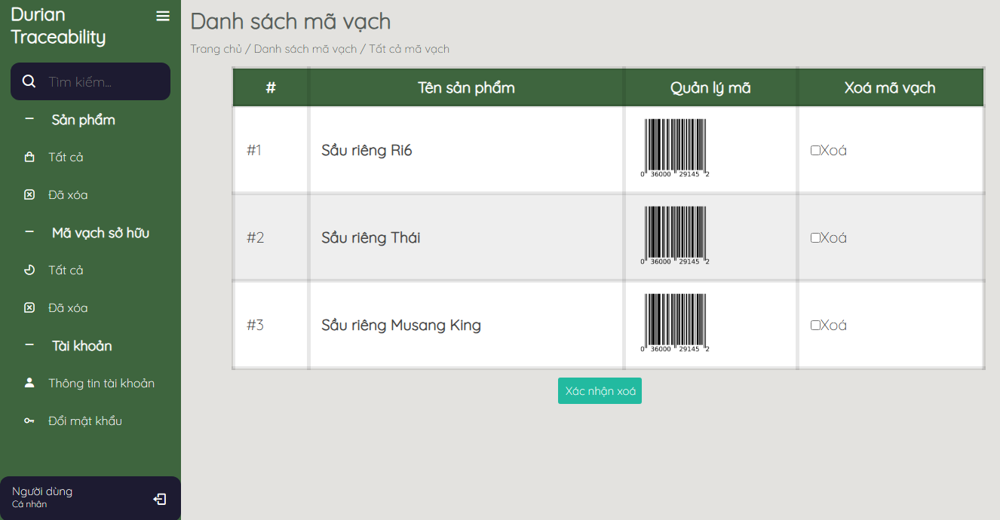 Durian
Traceability
Tìm kiếm...
Sản phẩm
Tất cả
Đã xóa
Mã vạch sở hữu
Tất cả
Đã xóa
Tài khoản
Thông tin tài khoản
Đổi mật khẩu
Người dùng
Cá nhân
Danh sách mã vạch
Trang chủ / Danh sách mã vạch / Tất cả mã vạch
# Tên sản phẩm Quản lý mã Xoá mã vạch
#1 Sầu riêng Ri6 Xoá
0 36000 29145 2
#2 Sầu riêng Thái Xoá
0 36000 29145 2
#3 Sầu riêng Musang King Xoá
0 36000 29145 2
Xác nhận xoá